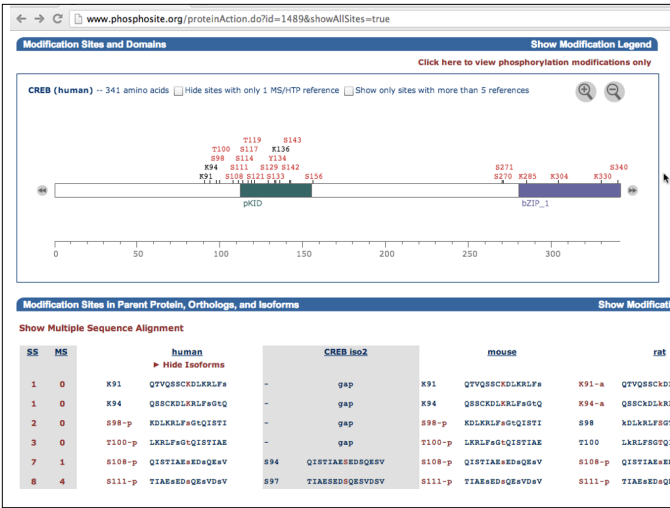 www.phosphosite.org/proteinAction.do?id=1489&showAllSites=true
Modification Sites and Domains Show Modification Legend
Click here to view phosphorylation modifications only
CREB (human) -- 341 amino acids Hide sites with only 1 MS/HTP reference Show only sites with more than 5 references
T119 S143
T100 S117 K136
S98 S114 Y134
K94 S111 S129 S142 S271 S340
K91 S108 S121 S133 S156 S270 K285 K304 K330
pKID bZIP_1
0 50 100 150 200 250 300
Modification Sites in Parent Protein, Orthologs, and Isoforms Show Modificati
Show Multiple Sequence Alignment
SS MS human CREB iso2 mouse rat
► Hide Isoforms
1 0 K91 QTVQSSCKDLKRLFs - gap K91 QTVQSSCKDLKRLFs K91-a QTVQSSCkD
1 0 K94 QSSCKDLKRLFsGtQ - gap K94 QSSCKDLKRLFsGtQ K94-a QSSCkDLkR
2 0 S98-p KDLKRLFsGtQISTI - gap S98-p KDLKRLFsGtQISTI S98 kDLkRLFSG
3 0 T100-p LKRLFsGtQISTIAE - gap T100-p LKRLFsGtQISTIAE T100 LkRLFSGTQ
7 1 S108-p QISTIAEsEDsQEsV S94 QISTIAESEDSQESV S108-p QISTIAEsEDsQEsV S108-p QISTIAEsE
8 4 S111-p TIAEsEDsQEsVDsV S97 TIAESEDSQESVDSV S111-p TIAEsEDsQEsVDsV S111-p TIAEsEDsQ